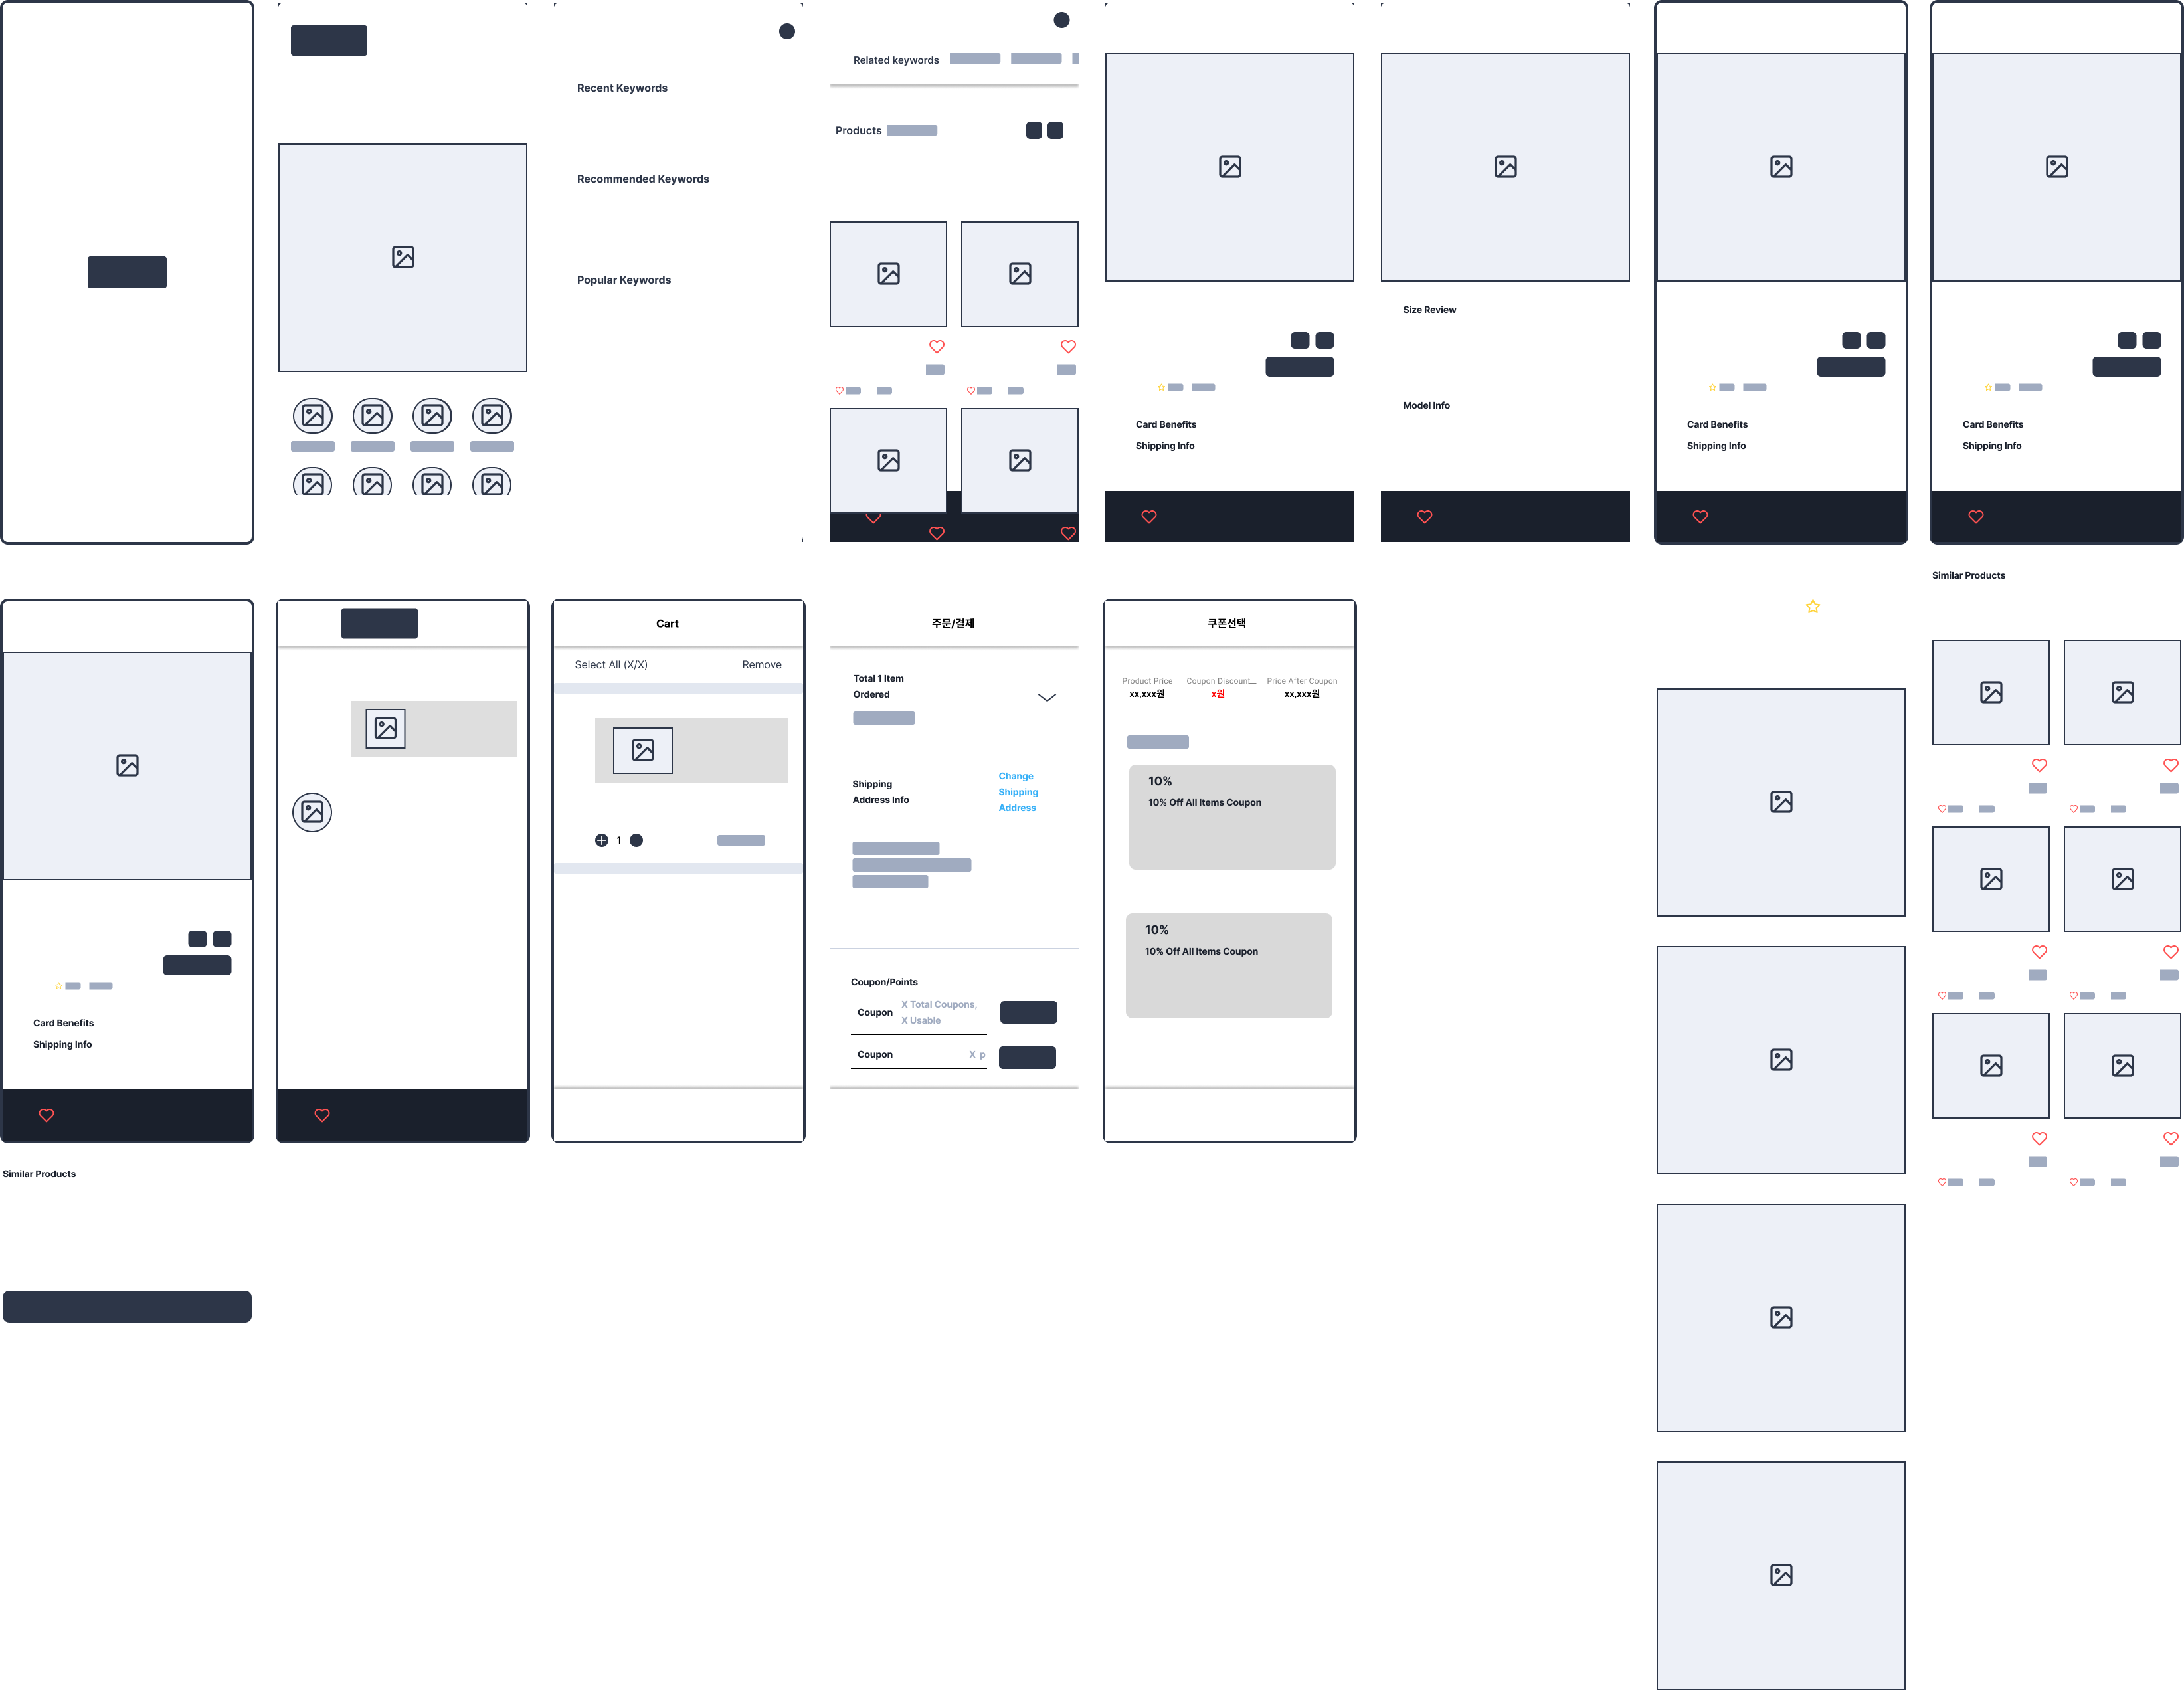 Recent Keywords
Recommended Keywords
Popular Keywords
Related keywords
Products
Card Benefits
Shipping Info
Size Review
Model Info
Card Benefits
Shipping Info
Card Benefits
Shipping Info
Similar Products
Card Benefits
Shipping Info
Similar Products
Cart
Select All (X/X)
Remove
1
주문/결제
Total 1 Item
Ordered
Shipping
Address Info
Change
Shipping
Address
Coupon/Points
Coupon
X Total Coupons,
X Usable
Coupon
X p
쿠폰선택
Product Price
Coupon Discount
Price After Coupon
xx,xxx원
x원
xx,xxx원
10%
10% Off All Items Coupon
10%
10% Off All Items Coupon